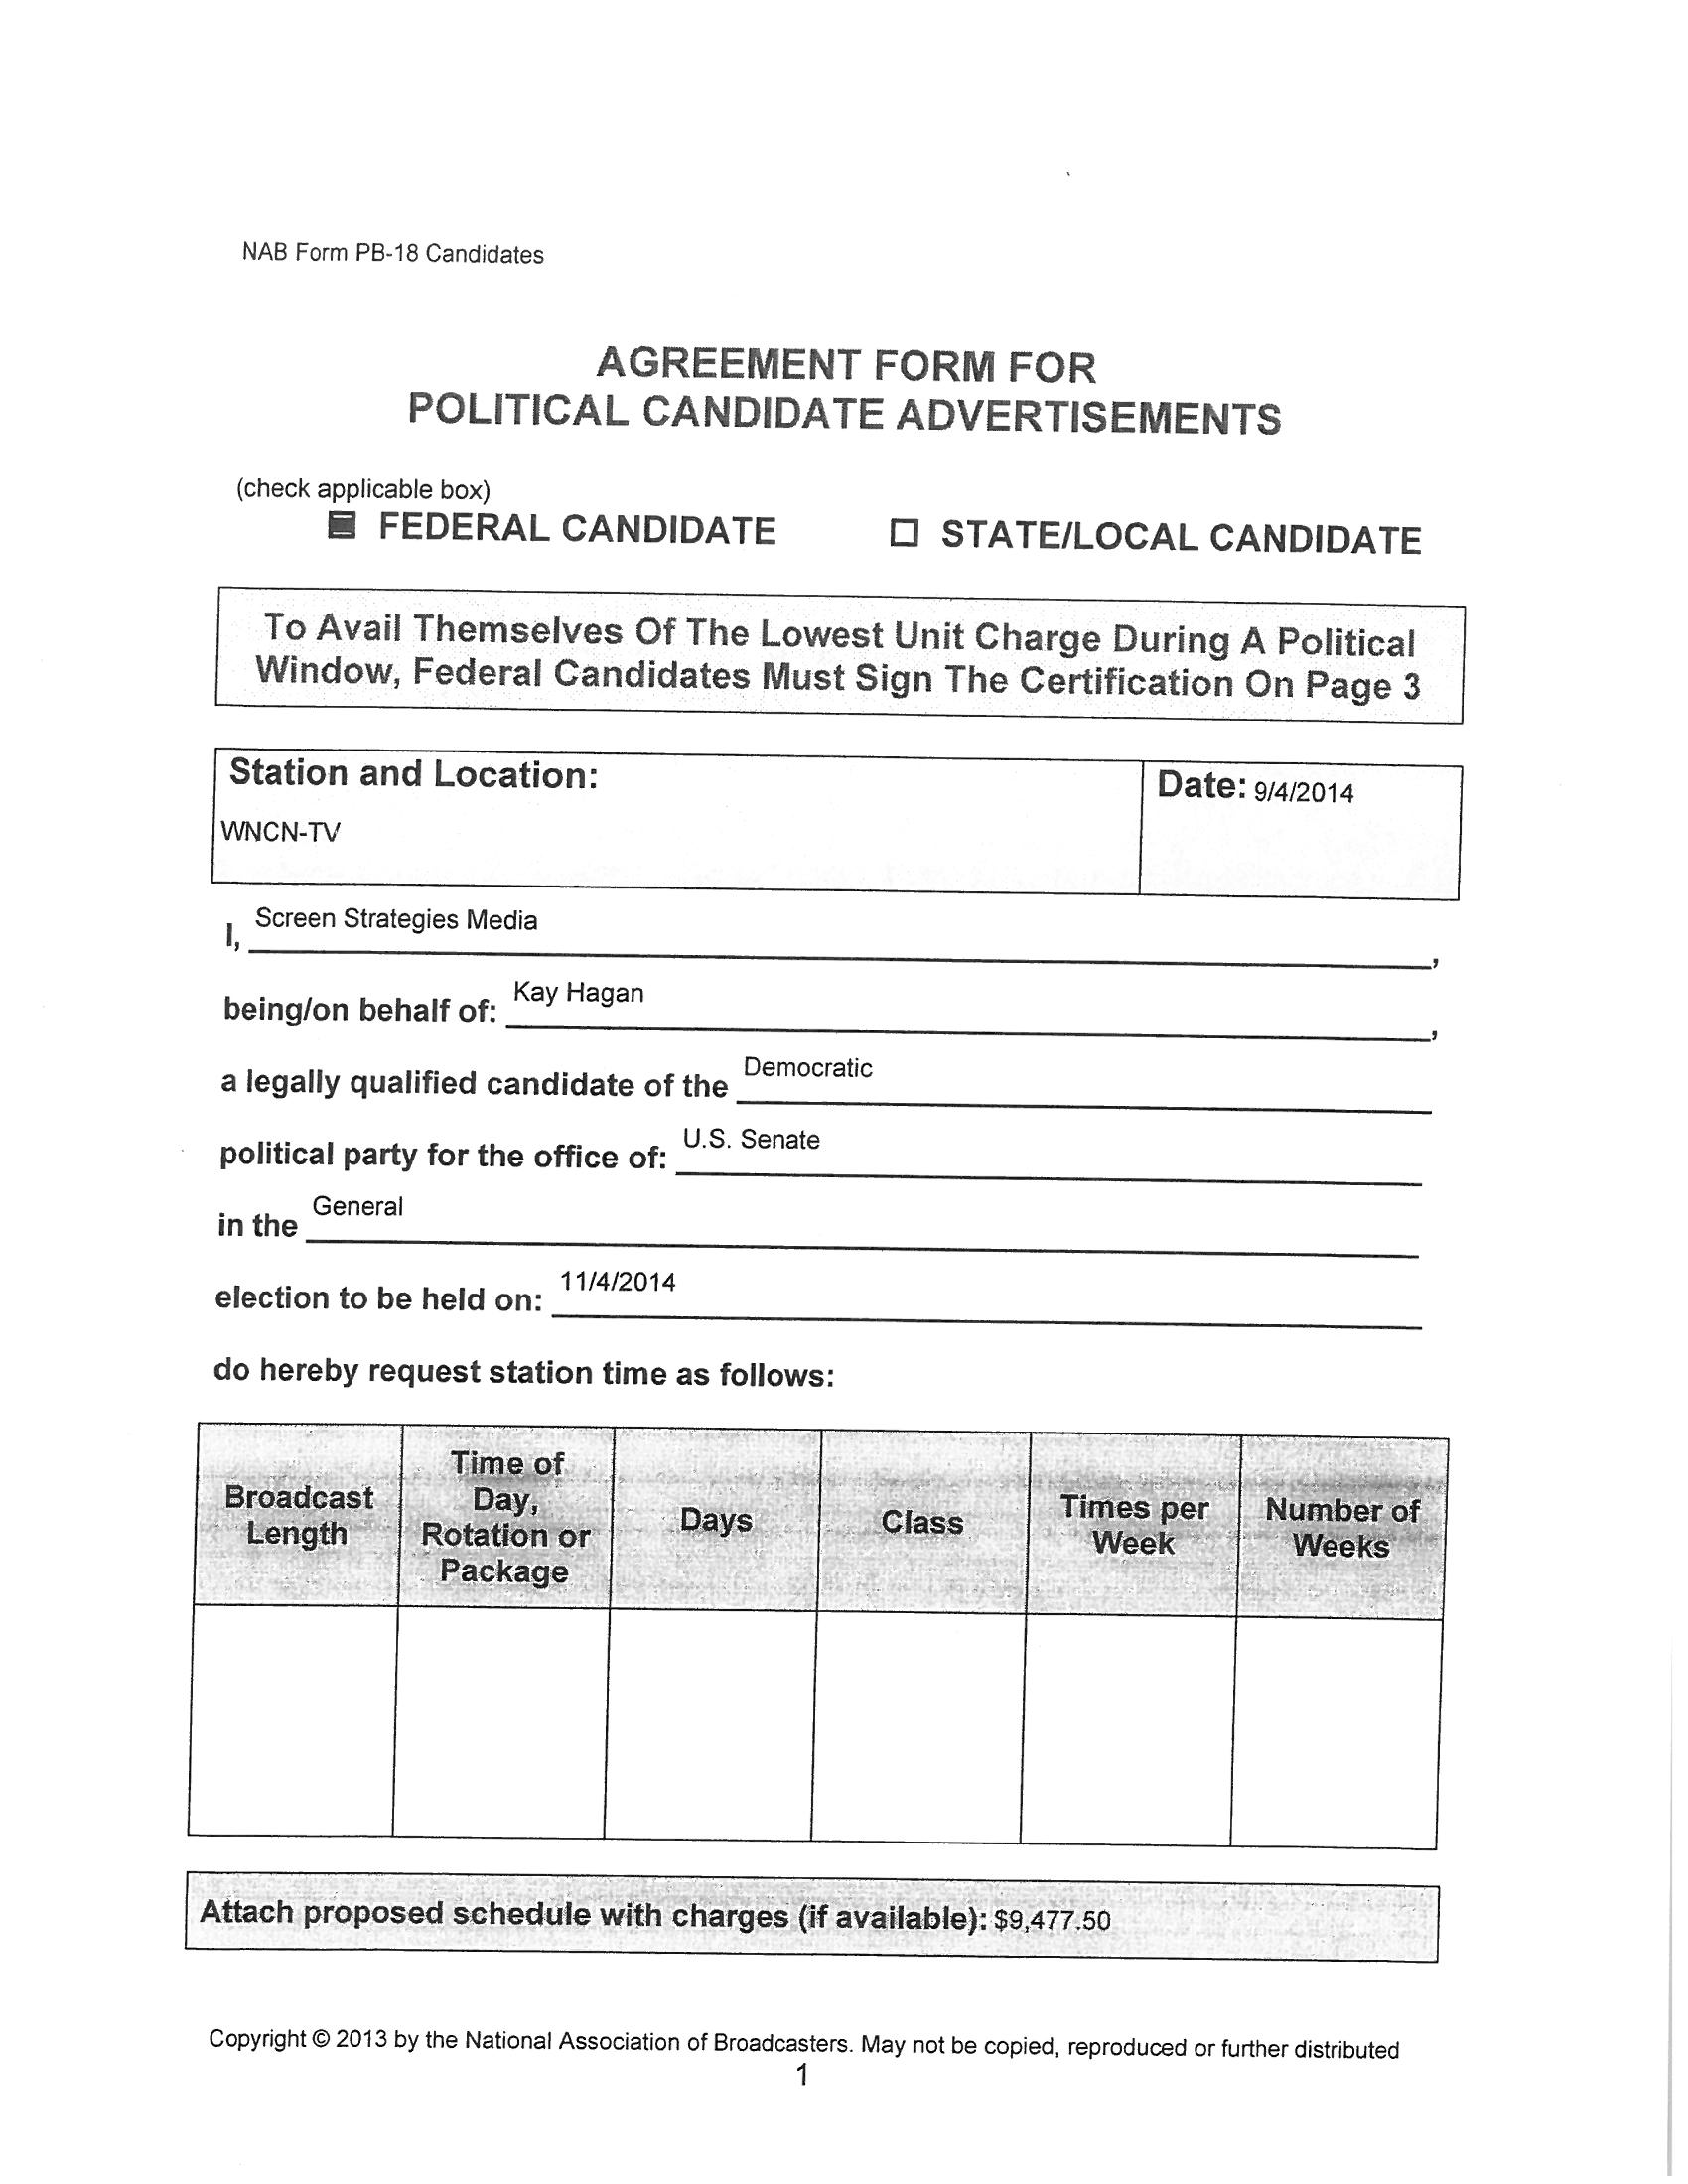 NAB Form PB-18 Candidates
AGREEMENT FORM FOR
POLITICAL CANDIDATE ADVERTISEMENTS
(check applicable box)
FEDERAL CANDIDATE ☐ STATE/LOCAL CANDIDATE
To Avail Themselves Of The Lowest Unit Charge During A Political
Window, Federal Candidates Must Sign The Certification On Page 3
Station and Location:
Date: 9/4/2014
WNCN-TV
I, Screen Strategies Media,
being/on behalf of: Kay Hagan,
a legally qualified candidate of the Democratic
political party for the office of: U.S. Senate
in the General
election to be held on: 11/4/2014
do hereby request station time as follows:
Broadcast
Length
Time of
Day,
Rotation or
Package
Days
Class
Times per
Week
Number of
Weeks
Attach proposed schedule with charges (if available): $9,477.50
Copyright © 2013 by the National Association of Broadcasters. May not be copied, reproduced or further distributed
1